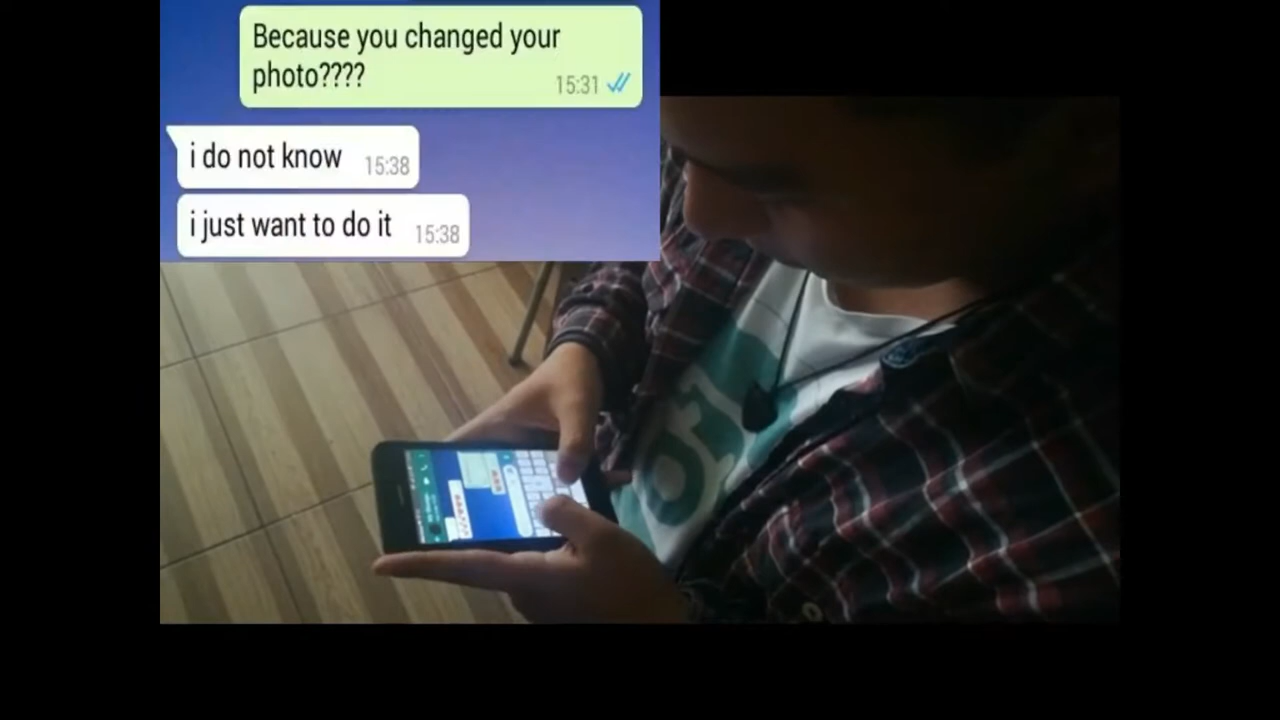 Because you changed your
photo????
15:31
i do not know 15:38
i just want to do it 15:38